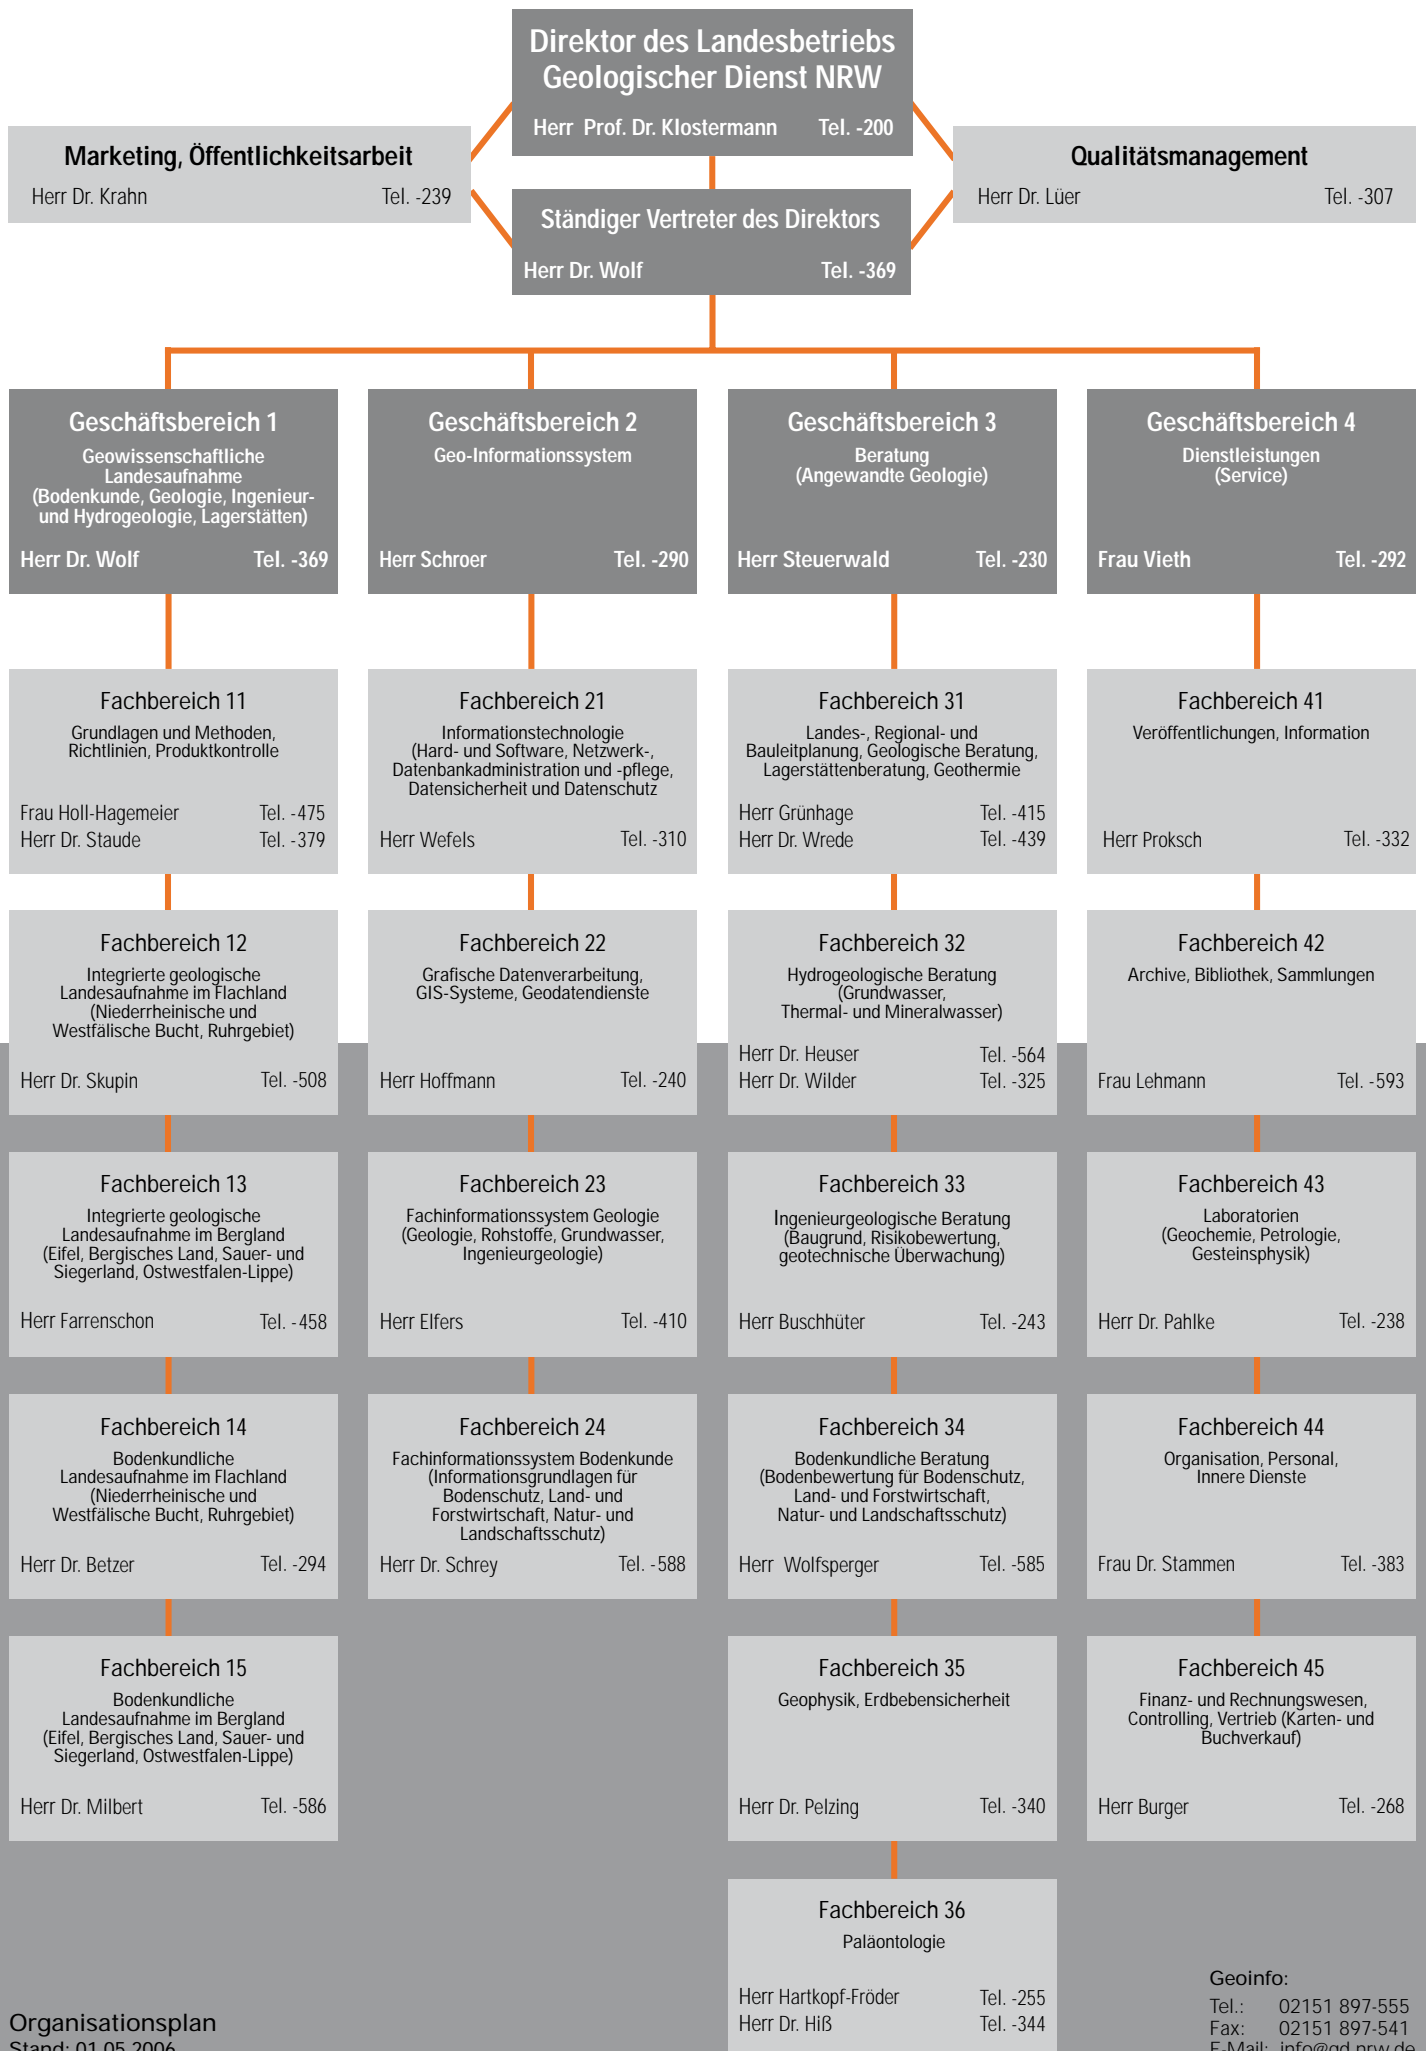 Direktor des Landesbetriebs
Geologischer Dienst NRW
Herr Prof. Dr. Klostermann Tel. -200
Marketing, Öffentlichkeitsarbeit
Herr Dr. Krahn Tel. -239
Qualitätsmanagement
Herr Dr. Lüer Tel. -307
Ständiger Vertreter des Direktors
Herr Dr. Wolf Tel. -369
Geschäftsbereich 1
Geowissenschaftliche
Landesaufnahme
(Bodenkunde, Geologie, Ingenieur-
und Hydrogeologie, Lagerstätten)
Herr Dr. Wolf Tel. -369
Geschäftsbereich 2
Geo-Informationssystem
Herr Schroer Tel. -290
Geschäftsbereich 3
Beratung
(Angewandte Geologie)
Herr Steuerwald Tel. -230
Geschäftsbereich 4
Dienstleistungen
(Service)
Frau Vieth Tel. -292
Fachbereich 11
Grundlagen und Methoden,
Richtlinien, Produktkontrolle
Frau Holl-Hagemeier Tel. -475
Herr Dr. Staude Tel. -379
Fachbereich 21
Informationstechnologie
(Hard- und Software, Netzwerk-,
Datenbankadministration und -pflege,
Datensicherheit und Datenschutz
Herr Wefels Tel. -310
Fachbereich 31
Landes-, Regional- und
Bauleitplanung, Geologische Beratung,
Lagerstättenberatung, Geothermie
Herr Grünhage Tel. -415
Herr Dr. Wrede Tel. -439
Fachbereich 41
Veröffentlichungen, Information
Herr Proksch Tel. -332
Fachbereich 12
Integrierte geologische
Landesaufnahme im Flachland
(Niederrheinische und
Westfälische Bucht, Ruhrgebiet)
Herr Dr. Skupin Tel. -508
Fachbereich 22
Grafische Datenverarbeitung,
GIS-Systeme, Geodatendienste
Herr Hoffmann Tel. -240
Fachbereich 32
Hydrogeologische Beratung
(Grundwasser,
Thermal- und Mineralwasser)
Herr Dr. Heuser Tel. -564
Herr Dr. Wilder Tel. -325
Fachbereich 42
Archive, Bibliothek, Sammlungen
Frau Lehmann Tel. -593
Fachbereich 13
Integrierte geologische
Landesaufnahme im Bergland
(Eifel, Bergisches Land, Sauer- und
Siegerland, Ostwestfalen-Lippe)
Herr Farrenschon Tel. -458
Fachbereich 23
Fachinformationssystem Geologie
(Geologie, Rohstoffe, Grundwasser,
Ingenieurgeologie)
Herr Elfers Tel. -410
Fachbereich 33
Ingenieurgeologische Beratung
(Baugrund, Risikobewertung,
geotechnische Überwachung)
Herr Buschhüter Tel. -243
Fachbereich 43
Laboratorien
(Geochemie, Petrologie,
Gesteinsphysik)
Herr Dr. Pahlke Tel. -238
Fachbereich 14
Bodenkundliche
Landesaufnahme im Flachland
(Niederrheinische und
Westfälische Bucht, Ruhrgebiet)
Herr Dr. Betzer Tel. -294
Fachbereich 24
Fachinformationssystem Bodenkunde
(Informationsgrundlagen für
Bodenschutz, Land- und
Forstwirtschaft, Natur- und
Landschaftsschutz)
Herr Dr. Schrey Tel. -588
Fachbereich 34
Bodenkundliche Beratung
(Bodenbewertung für Bodenschutz,
Land- und Forstwirtschaft,
Natur- und Landschaftsschutz)
Herr Wolfsperger Tel. -585
Fachbereich 44
Organisation, Personal,
Innere Dienste
Frau Dr. Stammen Tel. -383
Fachbereich 15
Bodenkundliche
Landesaufnahme im Bergland
(Eifel, Bergisches Land, Sauer- und
Siegerland, Ostwestfalen-Lippe)
Herr Dr. Milbert Tel. -586
Fachbereich 35
Geophysik, Erdbebensicherheit
Herr Dr. Pelzing Tel. -340
Fachbereich 45
Finanz- und Rechnungswesen,
Controlling, Vertrieb (Karten- und
Buchverkauf)
Herr Burger Tel. -268
Fachbereich 36
Paläontologie
Herr Hartkopf-Fröder Tel. -255
Herr Dr. Hiß Tel. -344
Organisationsplan
Stand: 01.05.2006
Geoinfo:
Tel.: 02151 897-555
Fax: 02151 897-541
E-Mail: info@gd.nrw.de